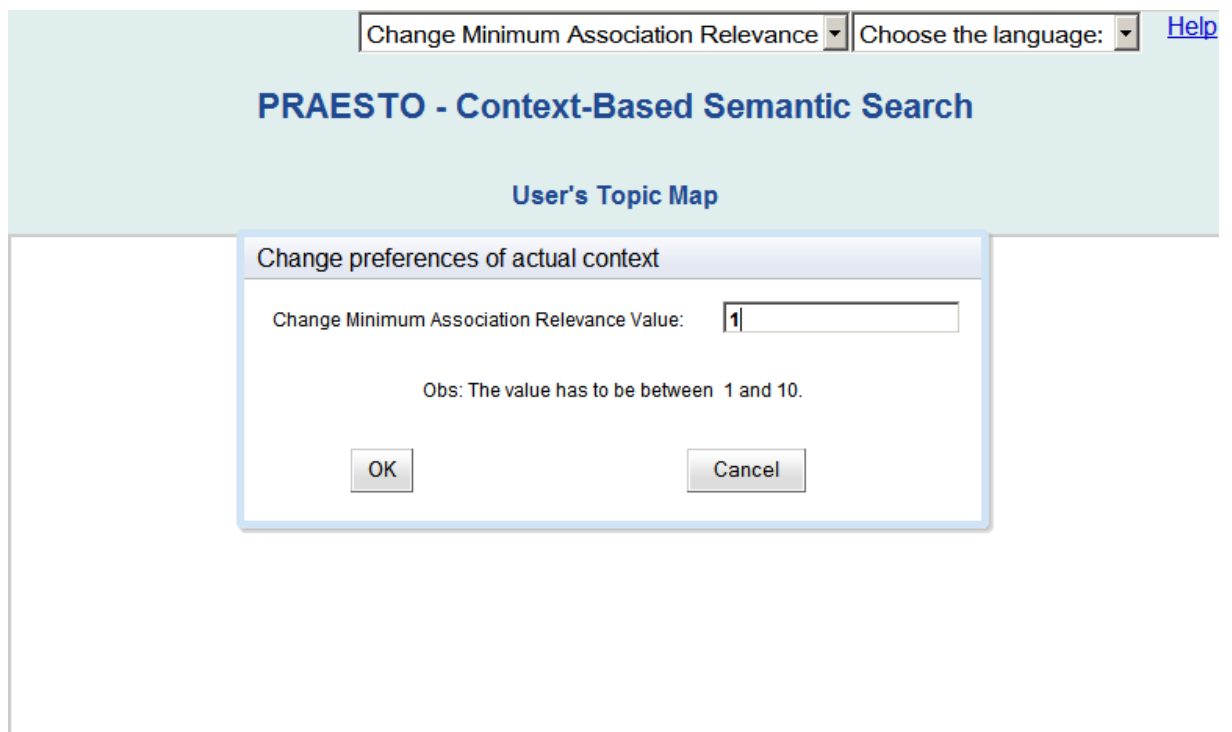 Change Minimum Association Relevance Choose the language: Help
PRAESTO - Context-Based Semantic Search
User's Topic Map
Change preferences of actual context
Change Minimum Association Relevance Value: 1
Obs: The value has to be between 1 and 10.
OK Cancel